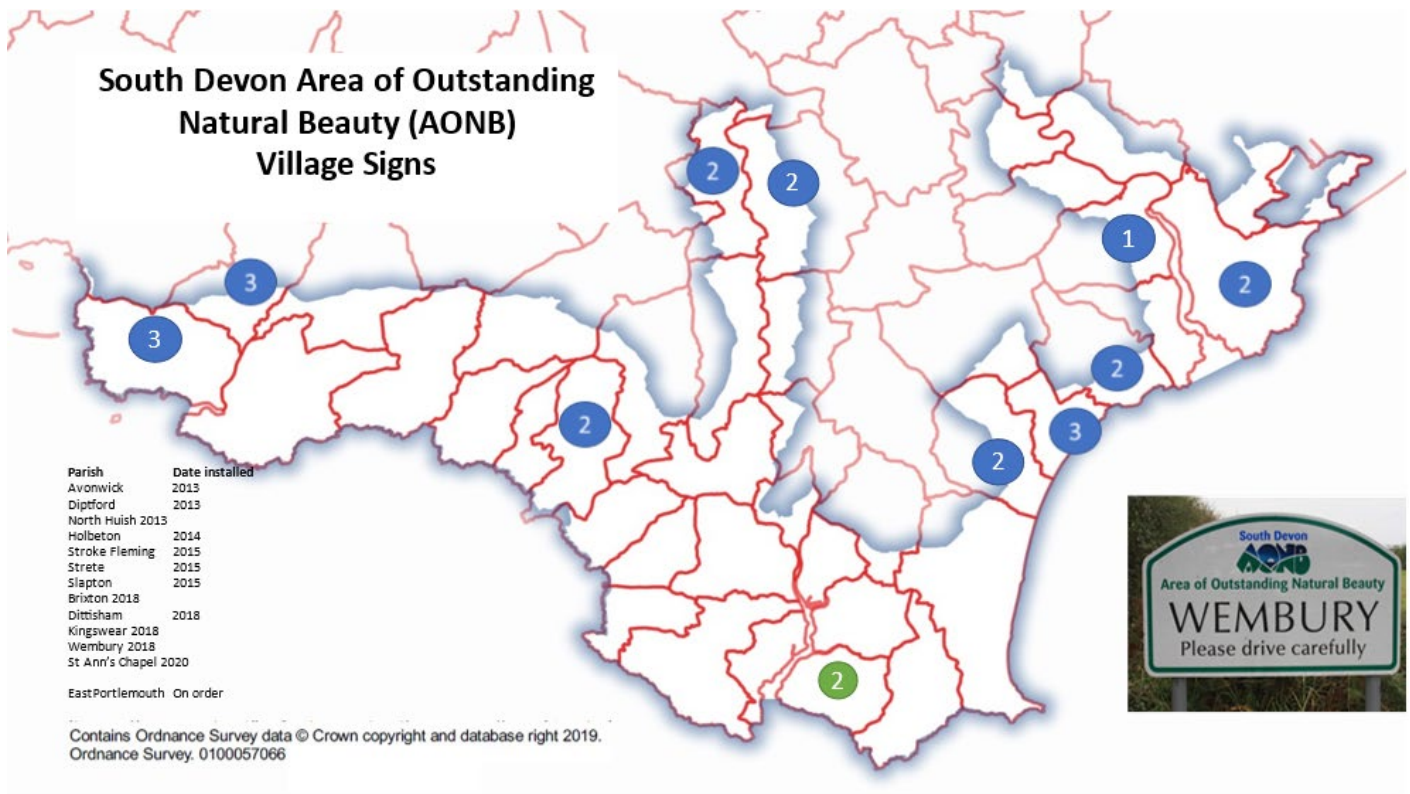 South Devon Area of Outstanding
Natural Beauty (AONB)
Village Signs
2
2
1
3
2
3
2
2
3
2
2
Parish Date installed
Avonwick 2013
Diptford 2013
North Huish 2013
Holbeton 2014
Stroke Fleming 2015
Strete 2015
Slapton 2015
Brixton 2018
Dittisham 2018
Kingswear 2018
Wembury 2018
St Ann's Chapel 2020
EastPortlemouth On order
South Devon
AONB
Area of Outstanding Natural Beauty
WEMBURY
Please drive carefully
Contains Ordnance Survey data © Crown copyright and database right 2019.
Ordnance Survey. 0100057066